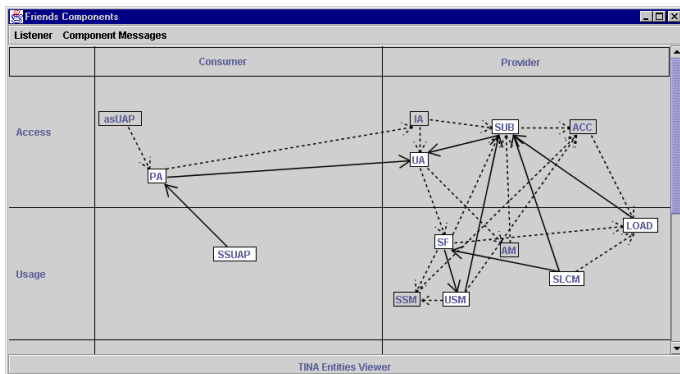 Friends Components
Listener Component Messages
Consumer Provider
Access
asUAP IA SUB ACC
UA
PA
Usage
LOAD
SF
AM
SSUAP
SLCM
SSM USM
TINA Entities Viewer